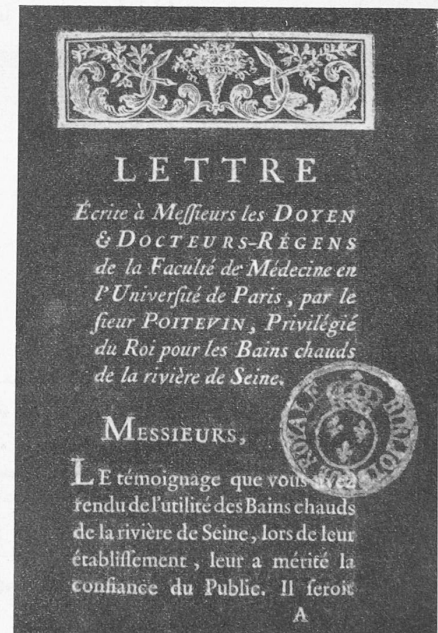 LETTRE
Écrite à Meſſieurs les DOYEN
& DOCTEURS-RÉGENS
de la Faculté de Médecine en
l'Univerſité de Paris, par le
ſieur POITEVIN, Privilégié
du Roi pour les Bains chauds
de la rivière de Seine.
MESSIEURS,
LE témoignage que vous avez
rendu de l'utilité des Bains chauds
de la rivière de Seine, lors de leur
établiſſement, leur a mérité la
confiance du Public. Il ſeroit
A
ROYALE